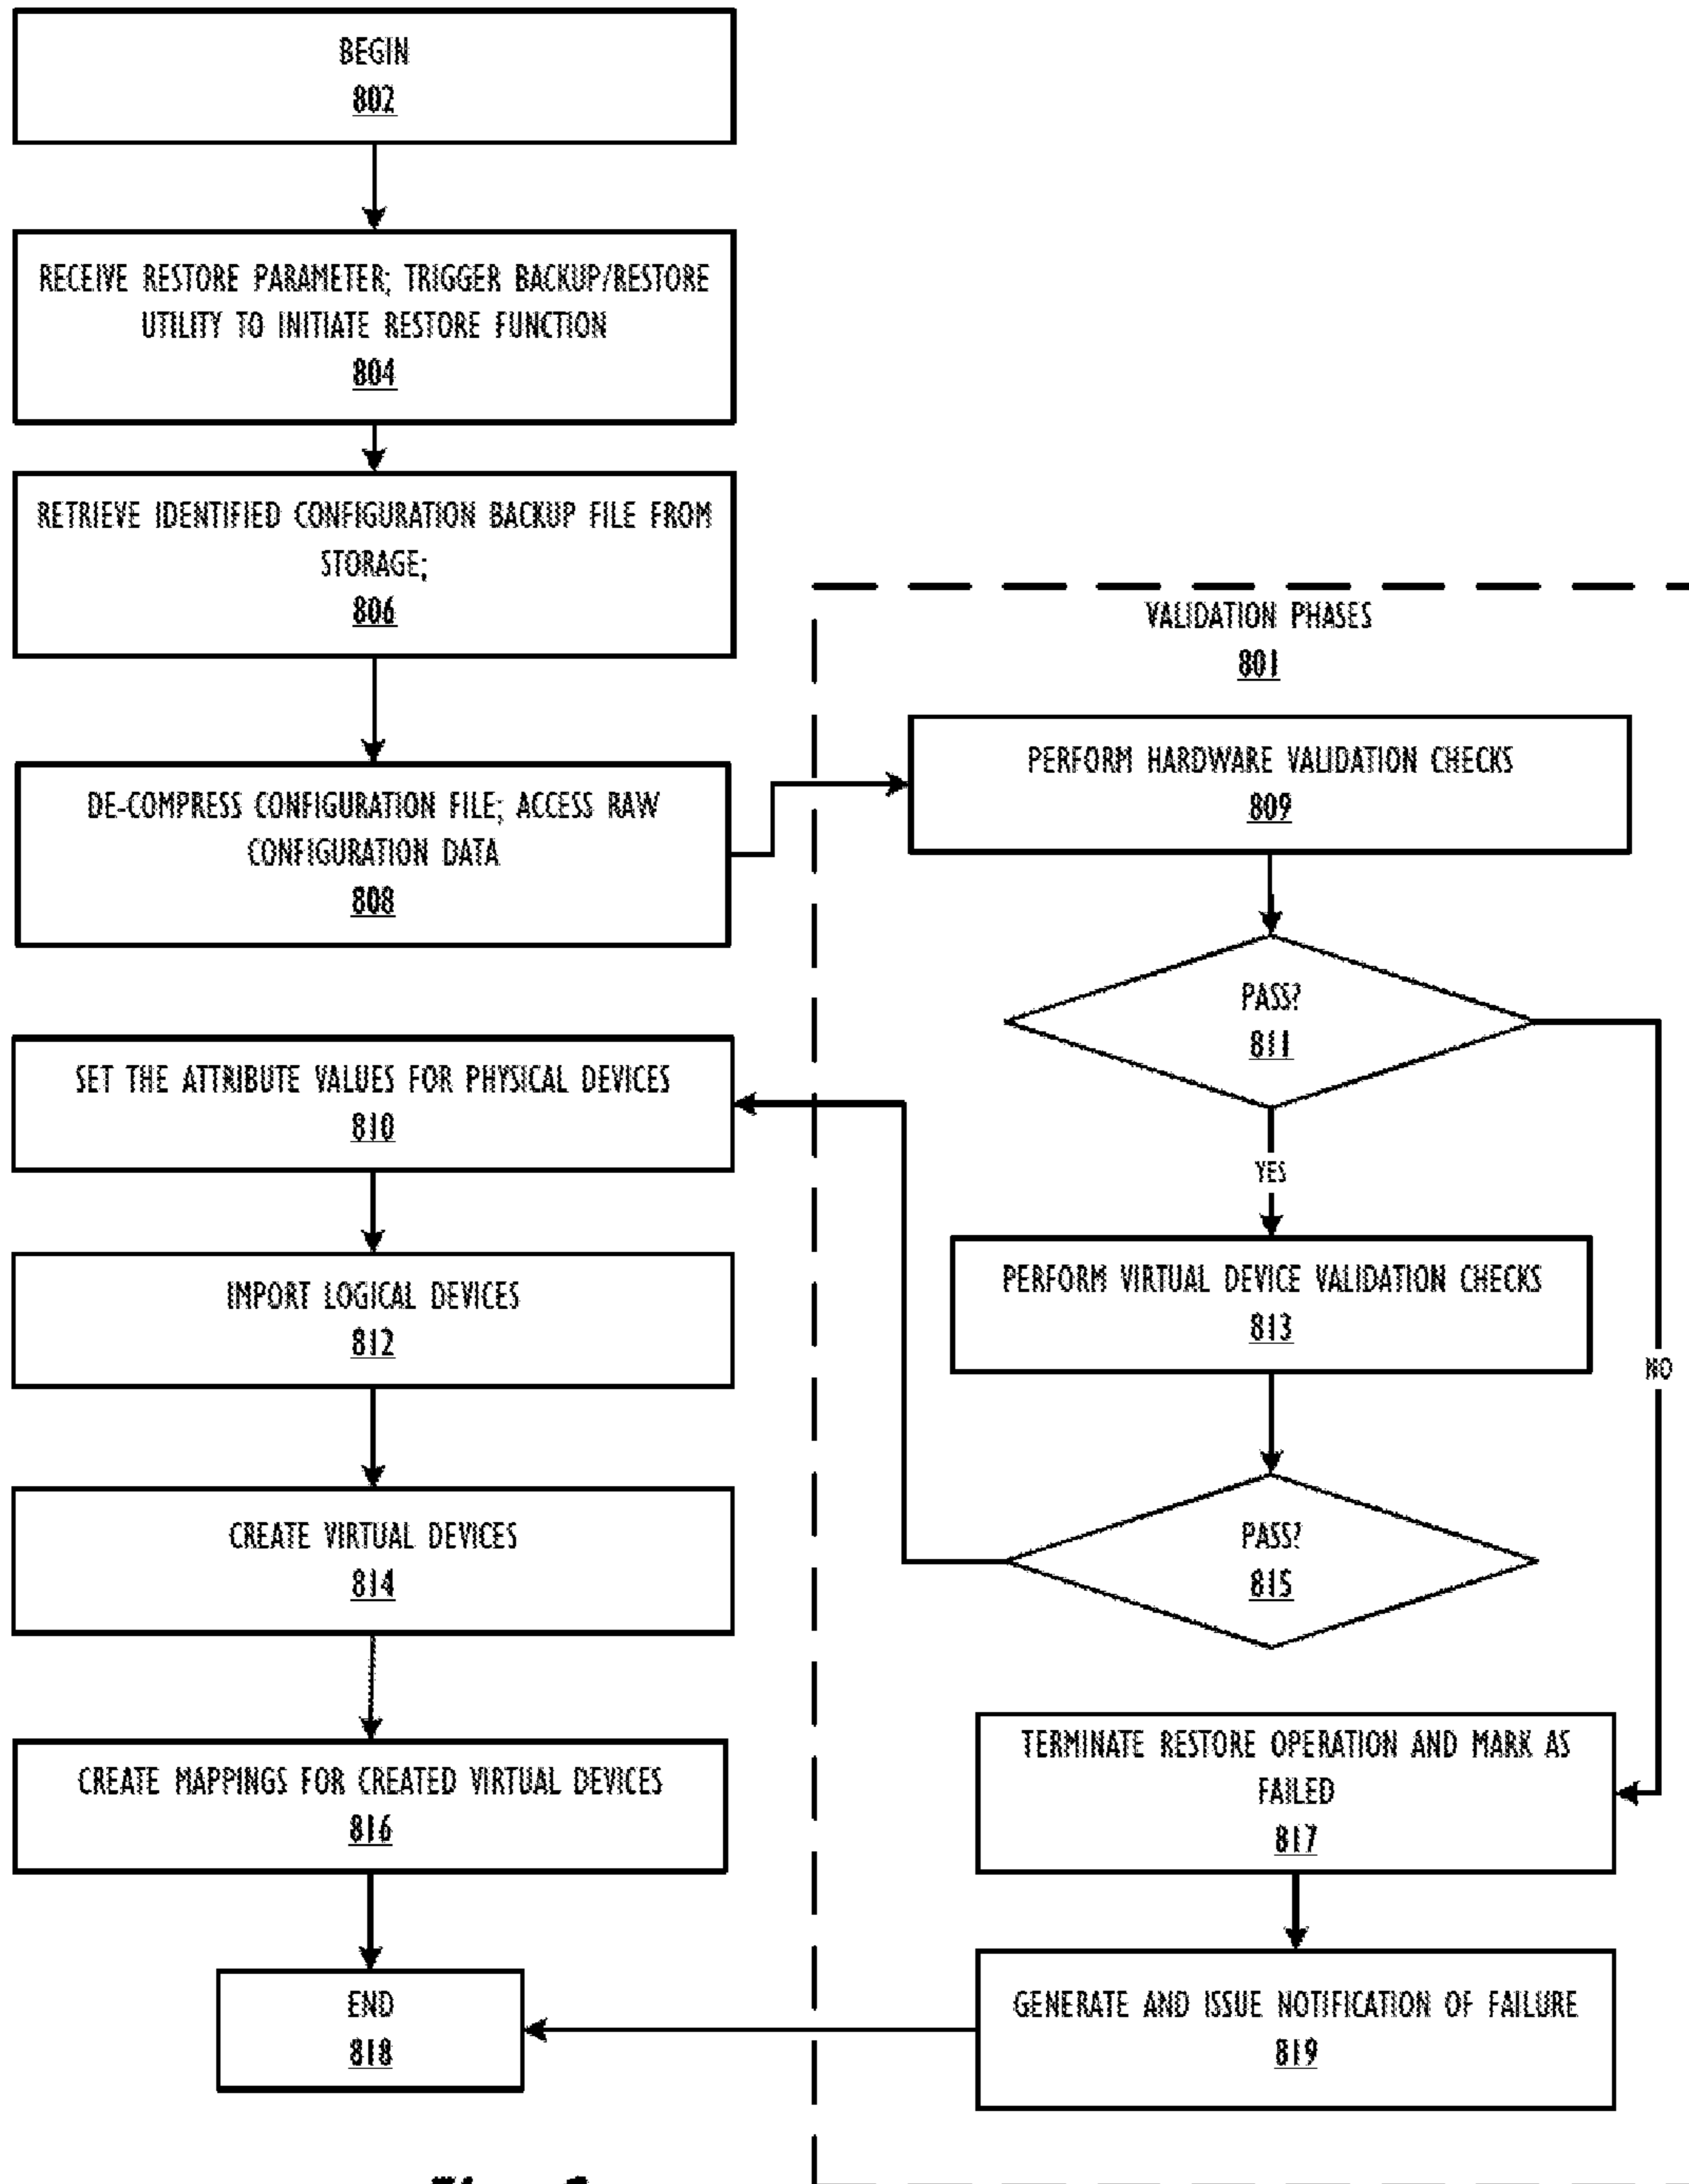 BEGIN
802
RECEIVE RESTORE PARAMETER; TRIGGER BACKUP/RESTORE
UTILITY TO INITIATE RESTORE FUNCTION
804
RETRIEVE IDENTIFIED CONFIGURATION BACKUP FILE FROM
STORAGE;
806
DE-COMPRESS CONFIGURATION FILE; ACCESS RAW
CONFIGURATION DATA
808
VALIDATION PHASES
801
PERFORM HARDWARE VALIDATION CHECKS
809
PASS?
811
YES
NO
PERFORM VIRTUAL DEVICE VALIDATION CHECKS
813
PASS?
815
SET THE ATTRIBUTE VALUES FOR PHYSICAL DEVICES
810
IMPORT LOGICAL DEVICES
812
CREATE VIRTUAL DEVICES
814
CREATE MAPPINGS FOR CREATED VIRTUAL DEVICES
816
TERMINATE RESTORE OPERATION AND MARK AS
FAILED
817
GENERATE AND ISSUE NOTIFICATION OF FAILURE
819
END
818